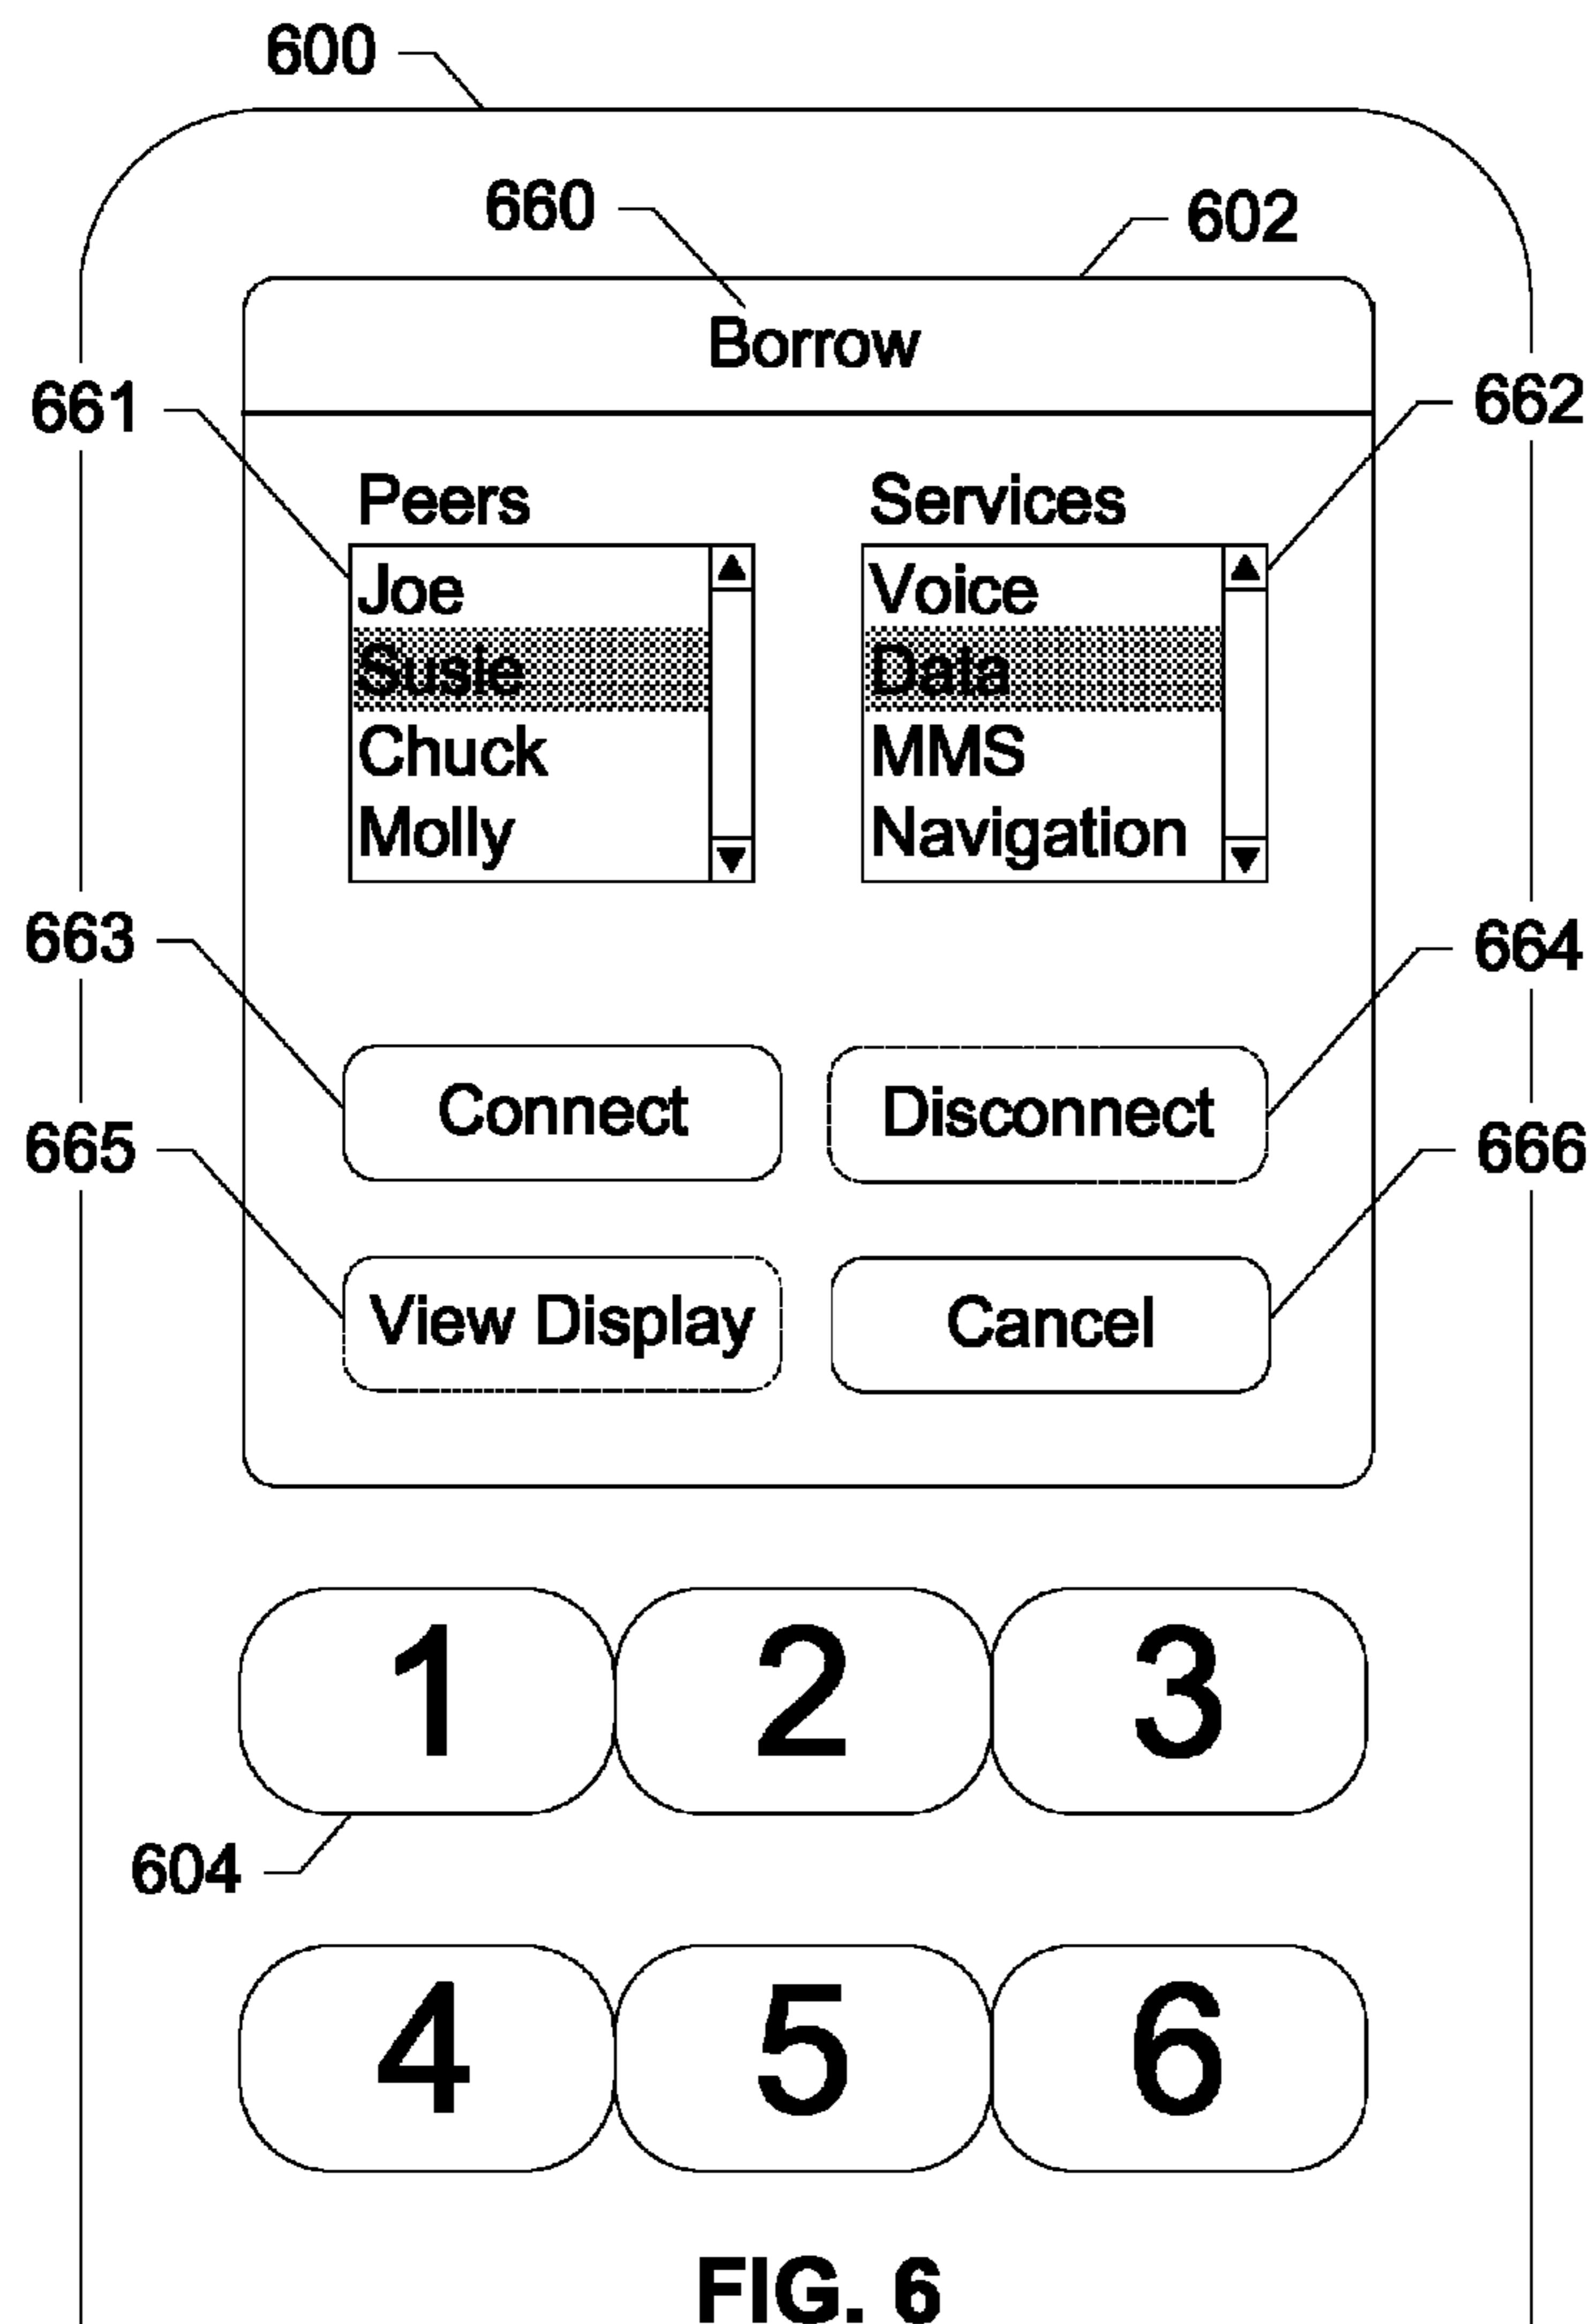 600
660
602
Borrow
661
662
Peers
Services
Joe
Susie
Chuck
Molly
Voice
Data
MMS
Navigation
663
664
Connect
Disconnect
665
666
View Display
Cancel
1 2 3
604
4 5 6
FIG. 6